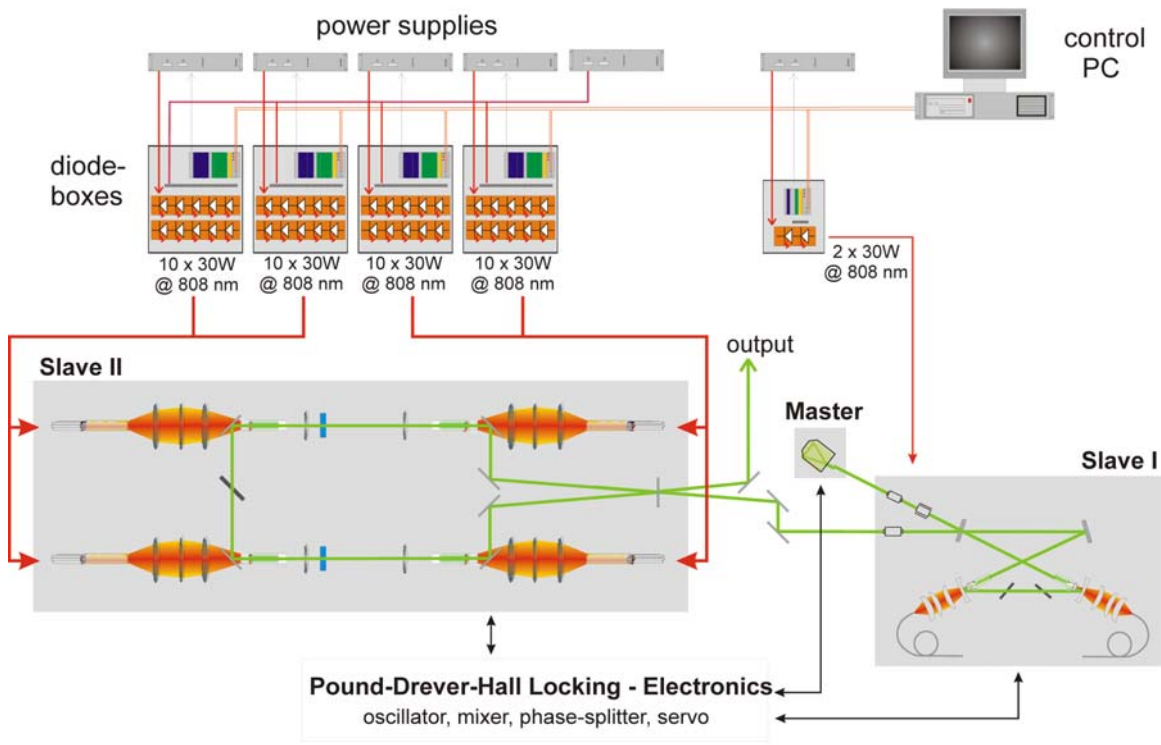 power supplies
control
PC
diode-
boxes
10 x 30W
@ 808 nm
10 x 30W
@ 808 nm
10 x 30W
@ 808 nm
10 x 30W
@ 808 nm
2 x 30W
@ 808 nm
output
Slave II
Master
Slave I
Pound-Drever-Hall Locking - Electronics
oscillator, mixer, phase-splitter, servo